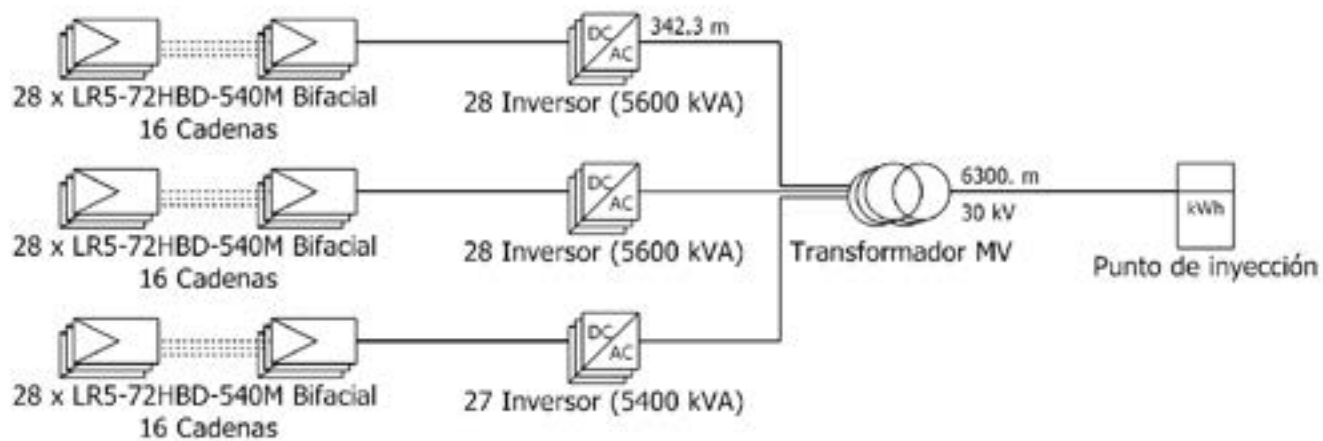 DC
AC
342.3 m
28 x LR5-72HBD-540M Bifacial
16 Cadenas
28 Inversor (5600 kVA)
DC
AC
28 x LR5-72HBD-540M Bifacial
16 Cadenas
28 Inversor (5600 kVA)
6300. m
30 kV
Transformador MV
kWh
Punto de inyección
DC
AC
28 x LR5-72HBD-540M Bifacial
16 Cadenas
27 Inversor (5400 kVA)